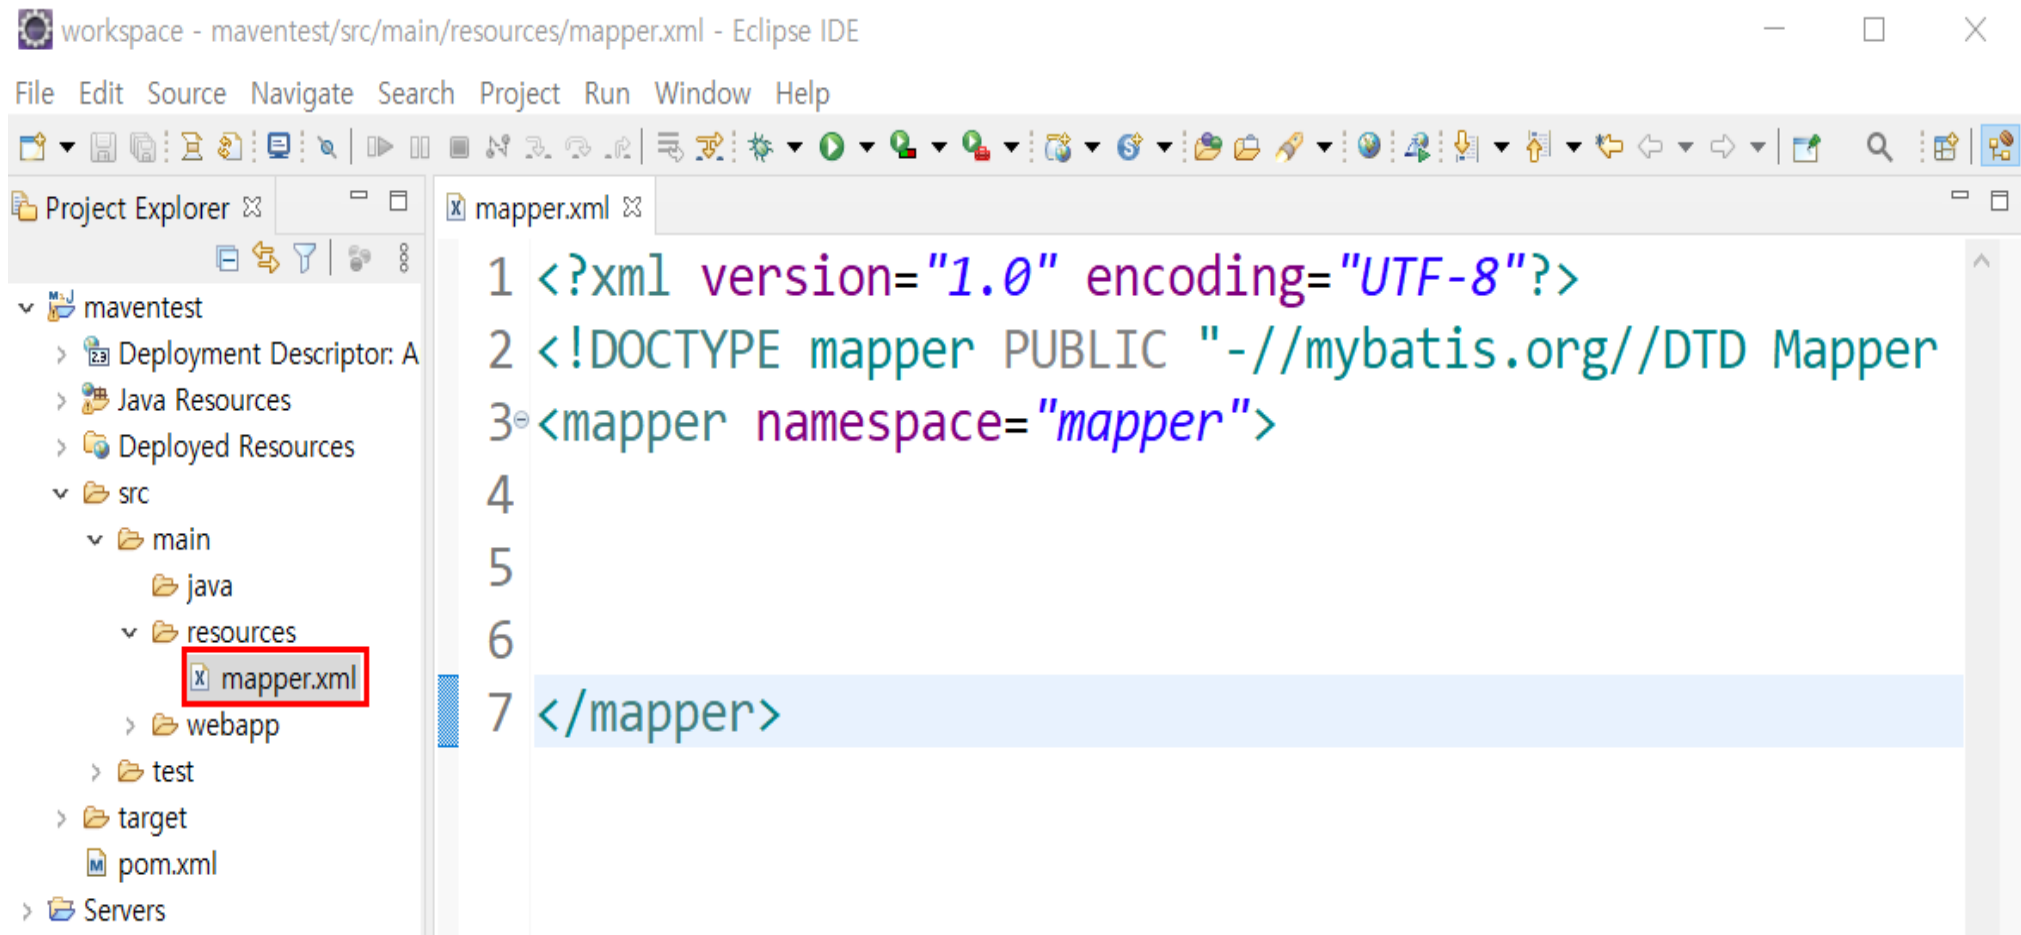 workspace - maventest/src/main/resources/mapper.xml - Eclipse IDE
File Edit Source Navigate Search Project Run Window Help
Project Explorer
mapper.xml
maventest
Deployment Descriptor: A
Java Resources
Deployed Resources
src
main
java
resources
mapper.xml
webapp
test
target
pom.xml
Servers
1 <?xml version="1.0" encoding="UTF-8"?>
2 <!DOCTYPE mapper PUBLIC "-//mybatis.org//DTD Mapper
3 <mapper namespace="mapper">
4
5
6
7 </mapper>